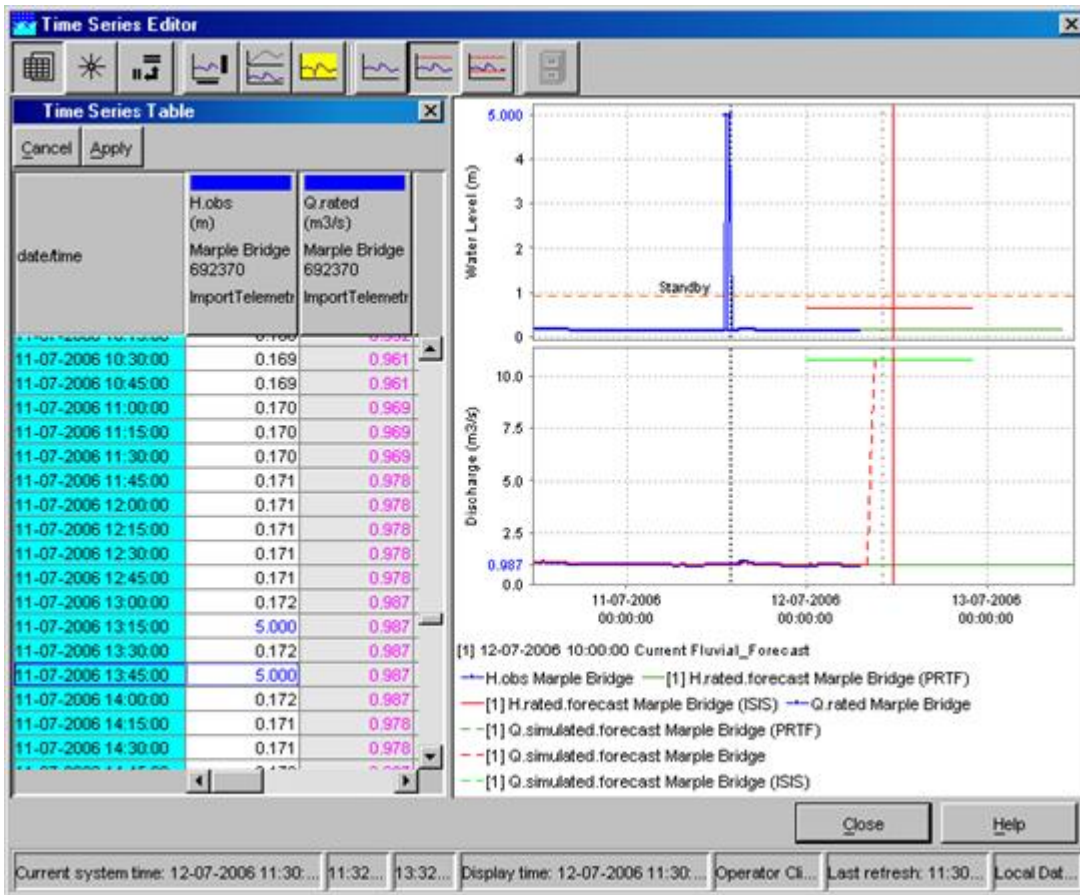 Time Series Editor
Time Series Table
Cancel Apply
date/time
H.obs
(m)
Marple Bridge
692370
ImportTelemetr
Q.rated
(m3/s)
Marple Bridge
692370
ImportTelemetr
11-07-2006 10:30:00 0.169 0.961
11-07-2006 10:45:00 0.169 0.961
11-07-2006 11:00:00 0.170 0.969
11-07-2006 11:15:00 0.170 0.969
11-07-2006 11:30:00 0.170 0.969
11-07-2006 11:45:00 0.171 0.978
11-07-2006 12:00:00 0.171 0.978
11-07-2006 12:15:00 0.171 0.978
11-07-2006 12:30:00 0.171 0.978
11-07-2006 12:45:00 0.171 0.978
11-07-2006 13:00:00 0.172 0.987
11-07-2006 13:15:00 5.000 0.987
11-07-2006 13:30:00 0.172 0.987
11-07-2006 13:45:00 5.000 0.987
11-07-2006 14:00:00 0.172 0.987
11-07-2006 14:15:00 0.171 0.978
11-07-2006 14:30:00 0.171 0.978
Water Level (m)
5.000
4
3
2
1
0
Standby
Discharge (m3/s)
10.0
7.5
5.0
2.5
0.987
0.0
11-07-2006 12-07-2006 13-07-2006
00:00:00 00:00:00 00:00:00
[1] 12-07-2006 10:00:00 Current Fluvial_Forecast
H.obs Marple Bridge [1] H.rated.forecast Marple Bridge (PRTF)
[1] H.rated.forecast Marple Bridge (ISIS) Q.rated Marple Bridge
[1] Q.simulated.forecast Marple Bridge (PRTF)
[1] Q.simulated.forecast Marple Bridge
[1] Q.simulated.forecast Marple Bridge (ISIS)
Close Help
Current system time: 12-07-2006 11:30:... 11:32... 13:32... Display time: 12-07-2006 11:30:... Operator Cli... Last refresh: 11:30... Local Dat...